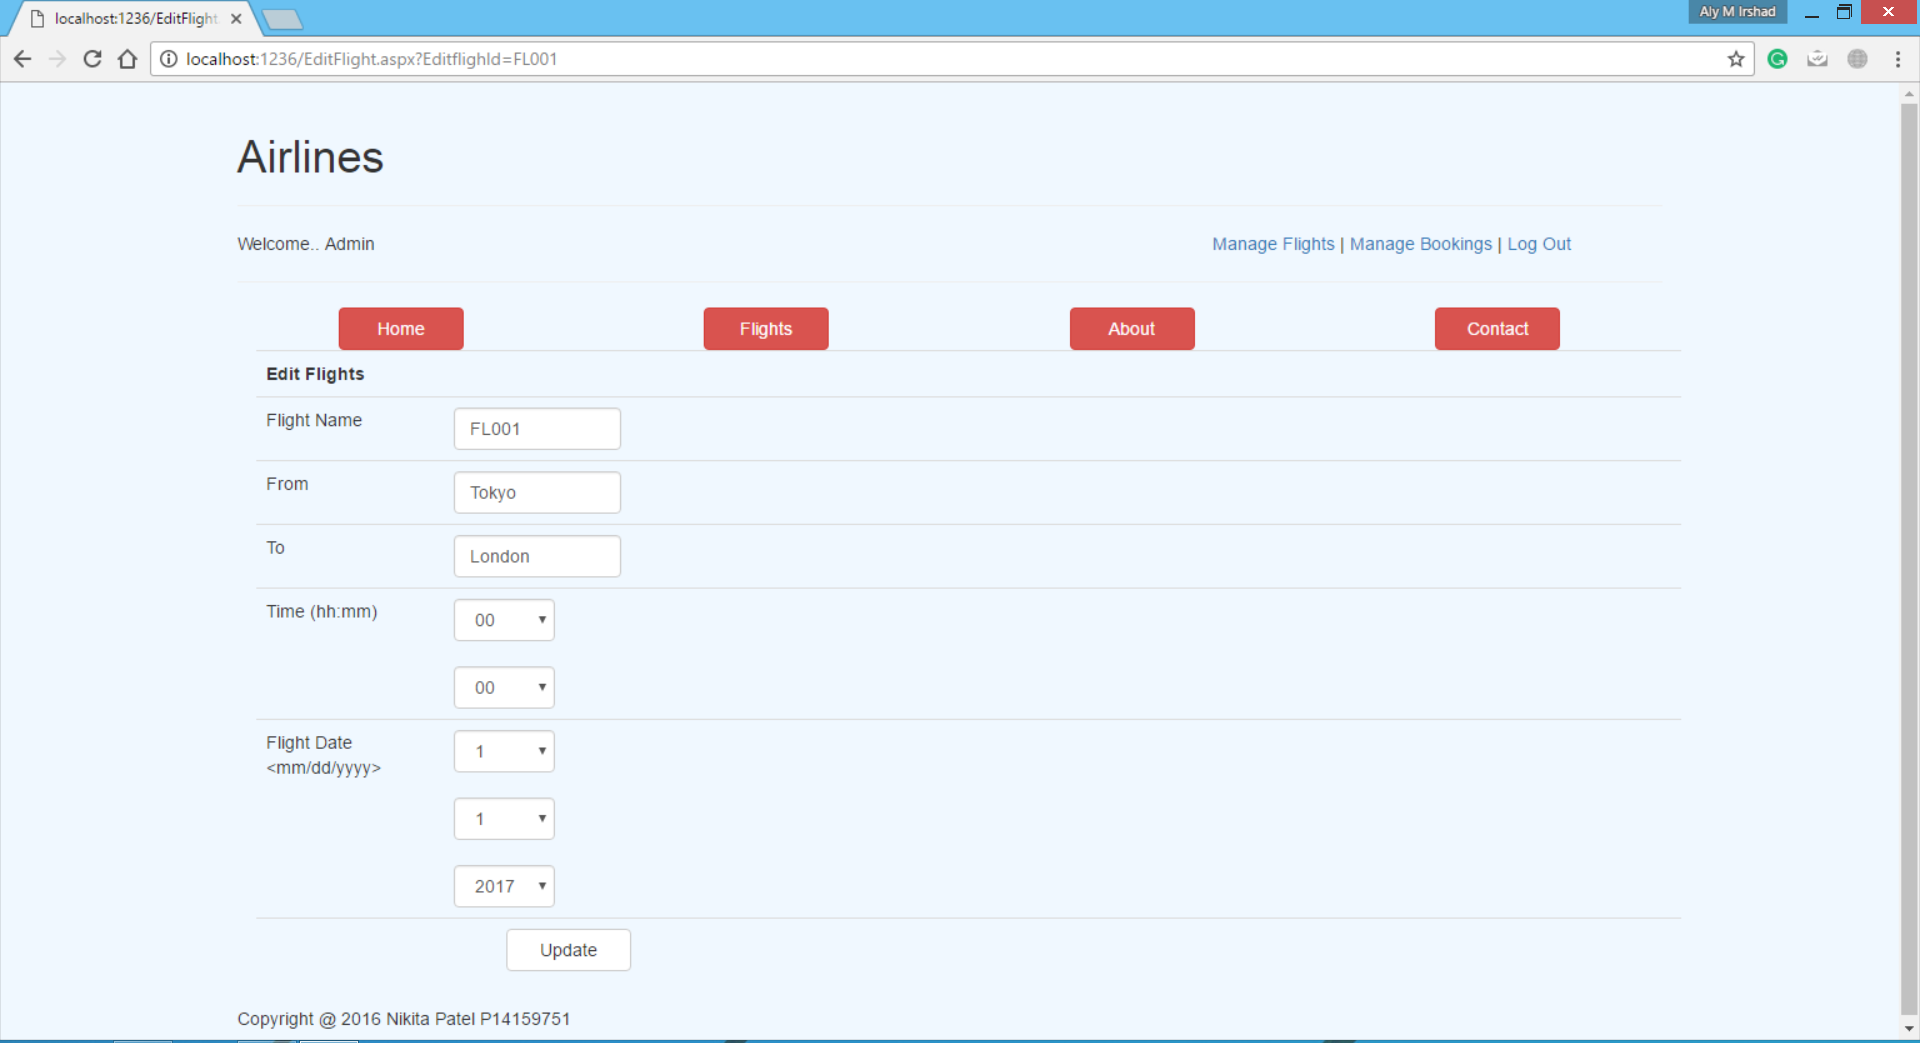 localhost:1236/EditFlight
Aly M Irshad
localhost:1236/EditFlight.aspx?EditflighId=FL001
Airlines
Welcome.. Admin
Manage Flights | Manage Bookings | Log Out
Home
Flights
About
Contact
Edit Flights
Flight Name
FL001
From
Tokyo
To
London
Time (hh:mm)
00
00
Flight Date
<mm/dd/yyyy>
1
1
2017
Update
Copyright @ 2016 Nikita Patel P14159751